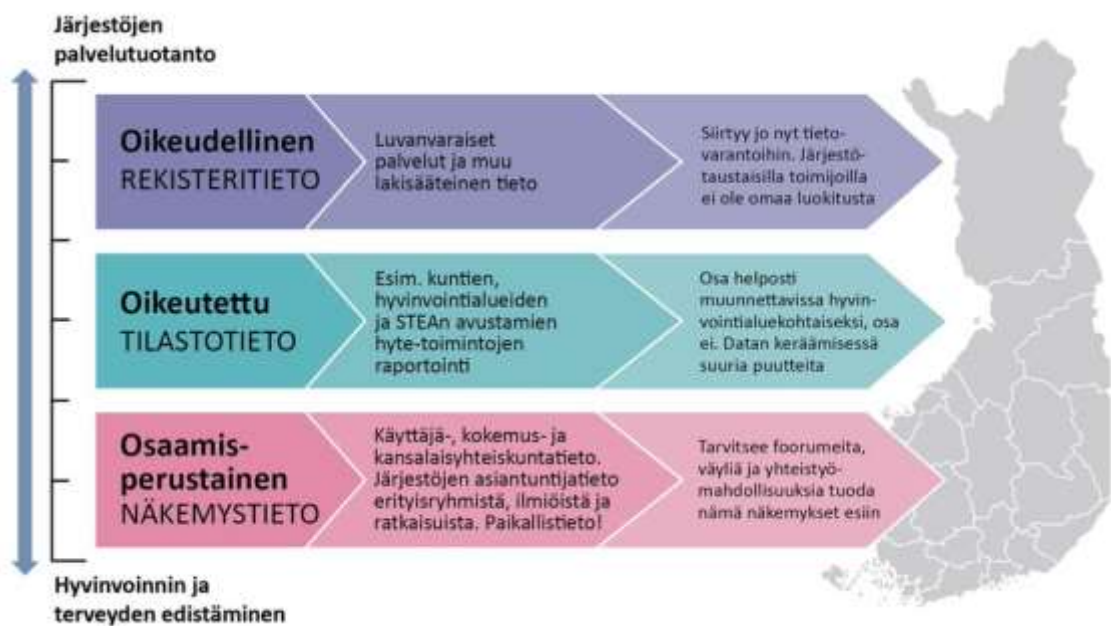 Järjestöjen
palvelutuotanto
Oikeudellinen
REKISTERITIETO
Luvanvaraiset
palvelut ja muu
lakisääteinen tieto
Siirtyy jo nyt tieto-
varantoihin. Järjestö-
taustaisilla toimijoilla
ei ole omaa luokitusta
Oikeutettu
TILASTOTIETO
Esim. kuntien,
hyvinvointialueiden
ja STEAn avustamien
hyte-toimintojen
raportointi
Osa helposti
muunnettavissa hyvin-
vointialuekohtaiseksi, osa
ei. Datan keräämisessä
suuria puutteita
Osaamis-
perustainen
NÄKEMYSTIETO
Käyttäjä-, kokemus- ja
kansalaisyhteiskuntatieto.
Järjestöjen asiantuntijatieto
erityisryhmistä, ilmiöistä ja
ratkaisuista. Paikallistieto!
Tarvitsee foorumeita,
väyliä ja yhteistyö-
mahdollisuuksia tuoda
nämä näkemykset esiin
Hyvinvoinnin ja
terveyden edistäminen